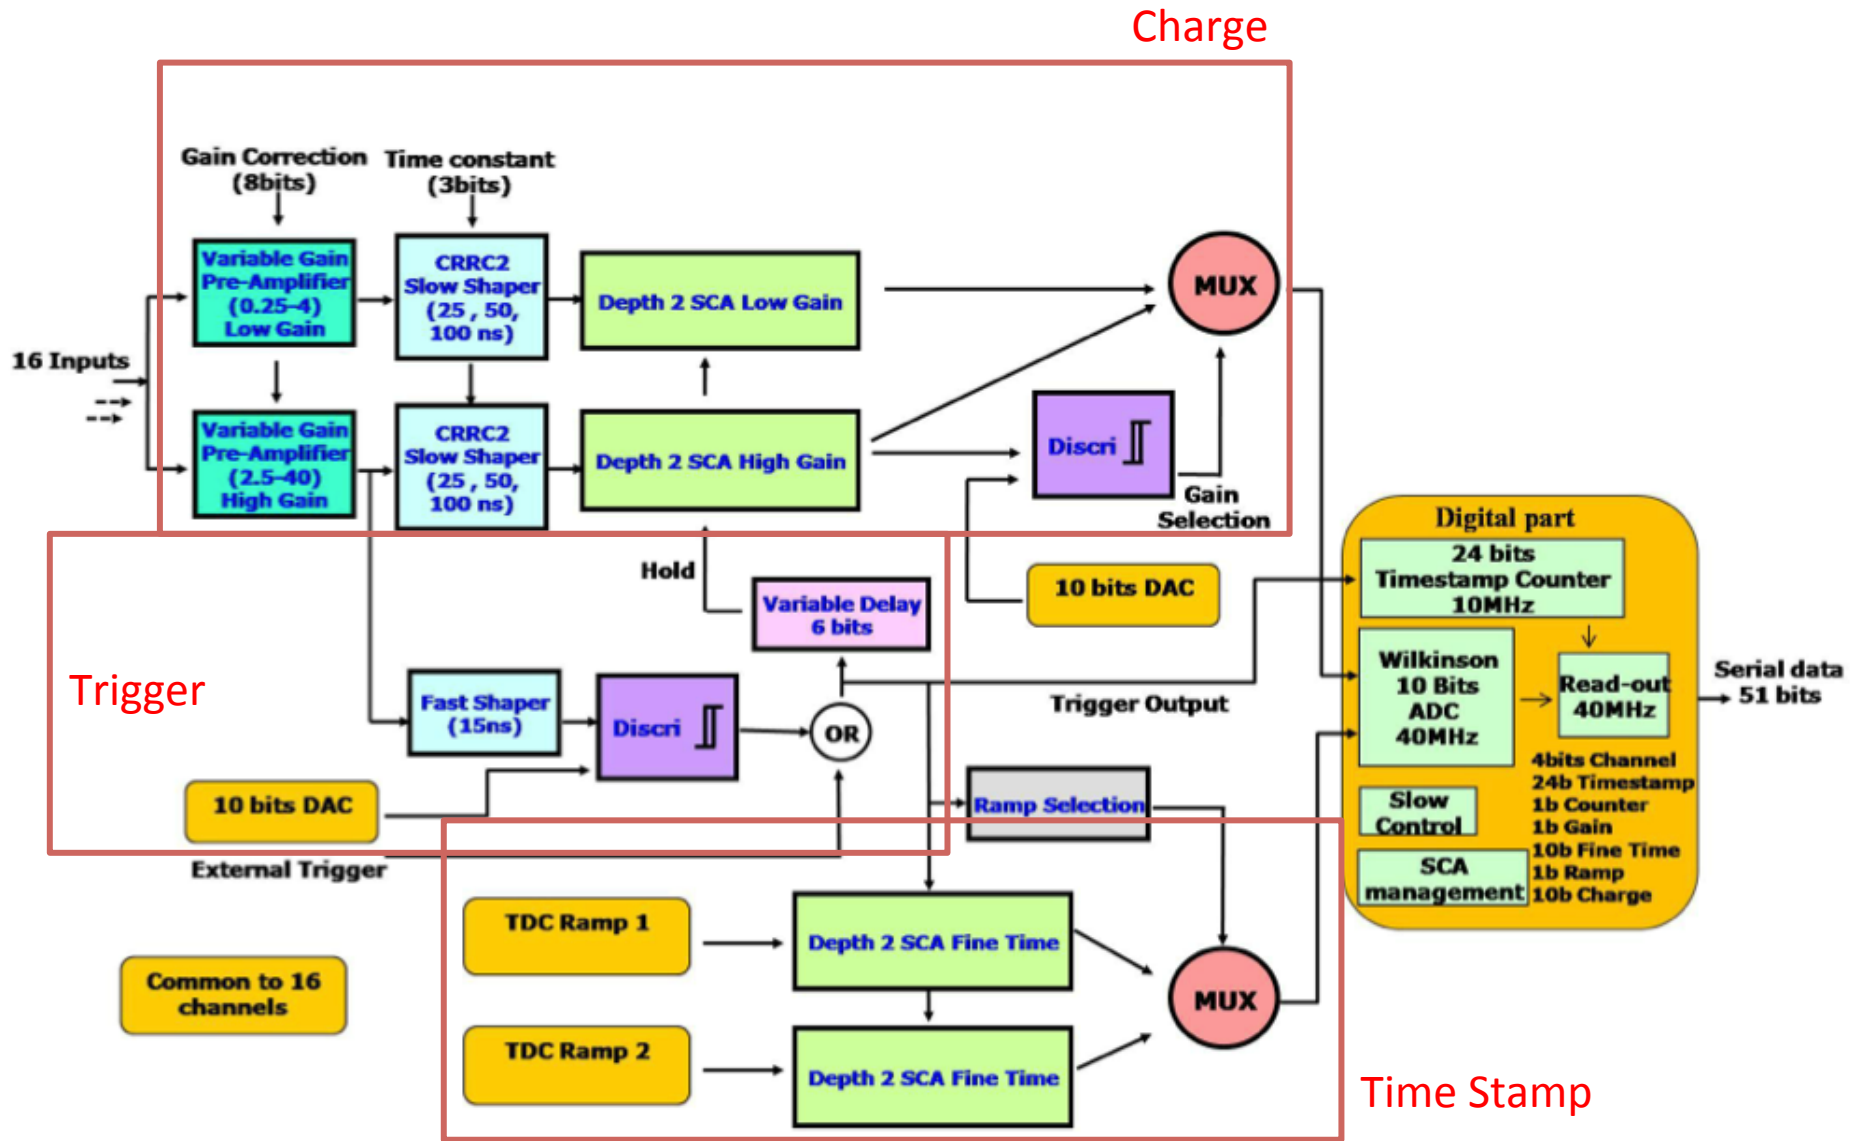 Charge
Gain Correction
(8bits)
Time constant
(3bits)
Variable Gain
Pre-Amplifier
(0.25-4)
Low Gain
CRRC2
Slow Shaper
(25 , 50,
100 ns)
Depth 2 SCA Low Gain
MUX
16 Inputs
Variable Gain
Pre-Amplifier
(2.5-40)
High Gain
CRRC2
Slow Shaper
(25 , 50,
100 ns)
Depth 2 SCA High Gain
Discri
Gain
Selection
Hold
Variable Delay
6 bits
10 bits DAC
Trigger
Fast Shaper
(15ns)
Discri
OR
Trigger Output
10 bits DAC
External Trigger
Ramp Selection
TDC Ramp 1
Depth 2 SCA Fine Time
TDC Ramp 2
Depth 2 SCA Fine Time
MUX
Common to 16
channels
Time Stamp
Digital part
24 bits
Timestamp Counter
10MHz
Wilkinson
10 Bits
ADC
40MHz
Read-out
40MHz
Slow
Control
SCA
management
4bits Channel
24b Timestamp
1b Counter
1b Gain
10b Fine Time
1b Ramp
10b Charge
Serial data
51 bits